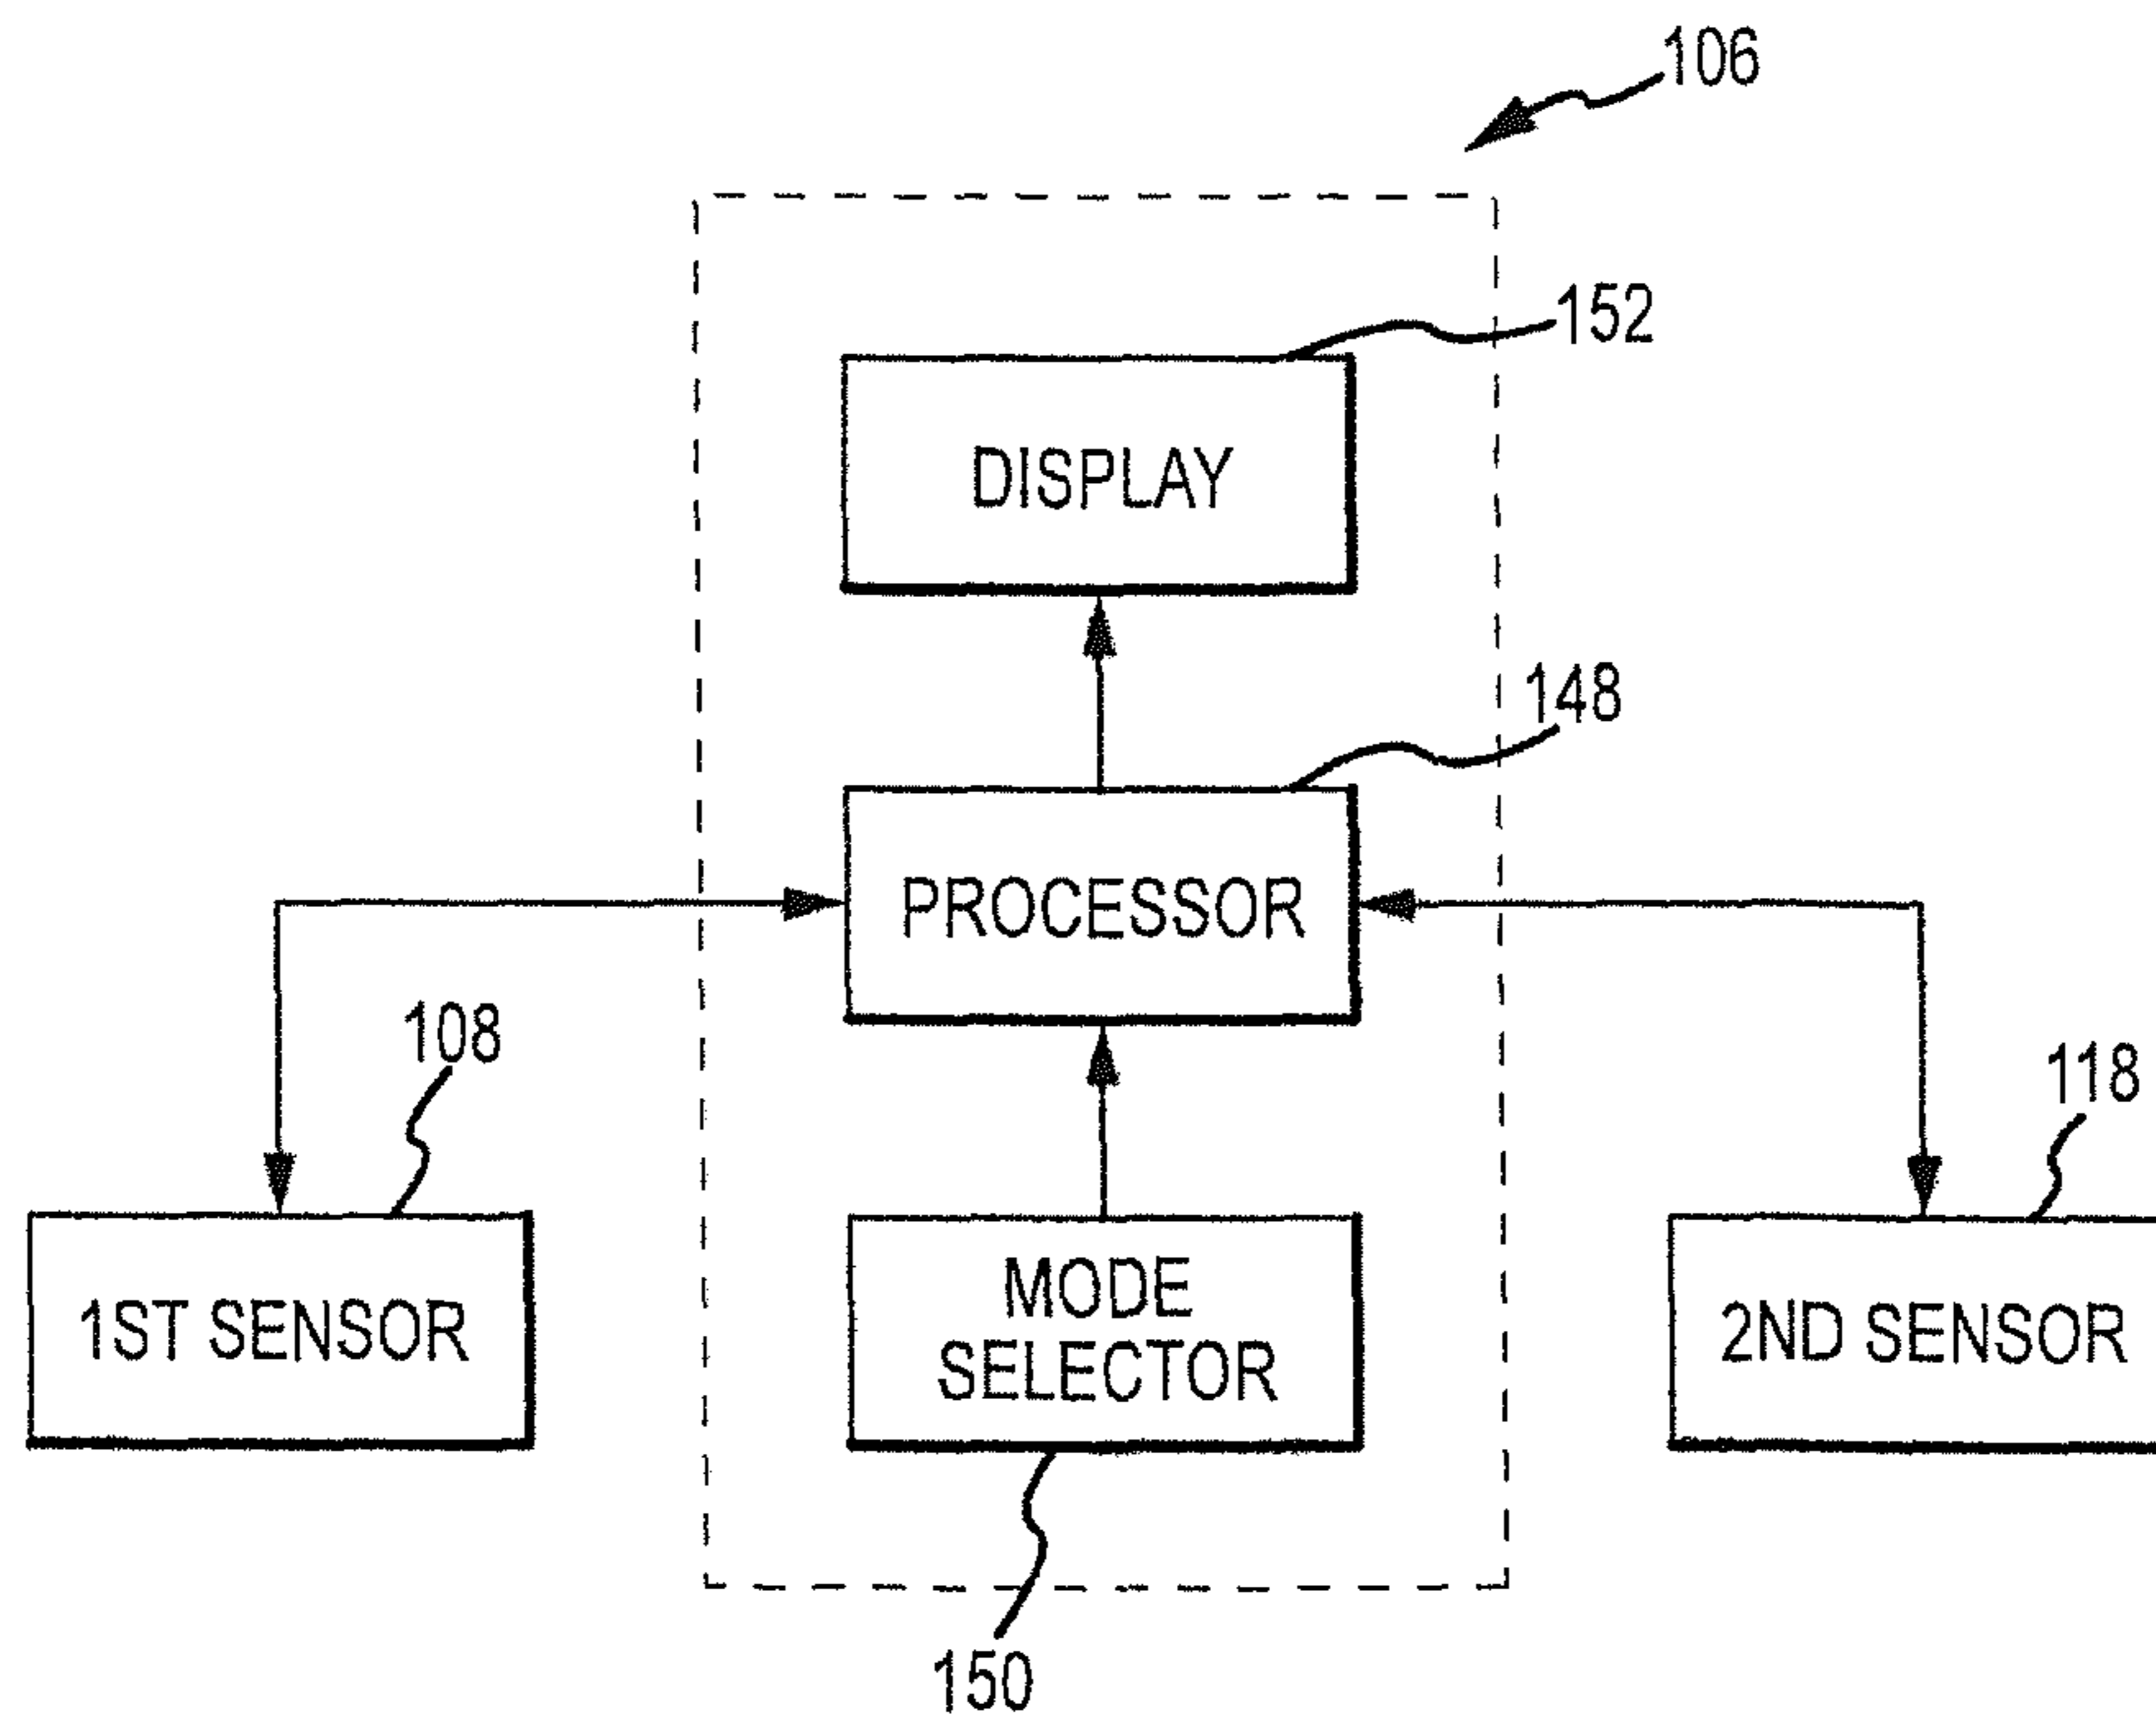 106
152
DISPLAY
148
PROCESSOR
108
118
1ST SENSOR
MODE
SELECTOR
2ND SENSOR
150